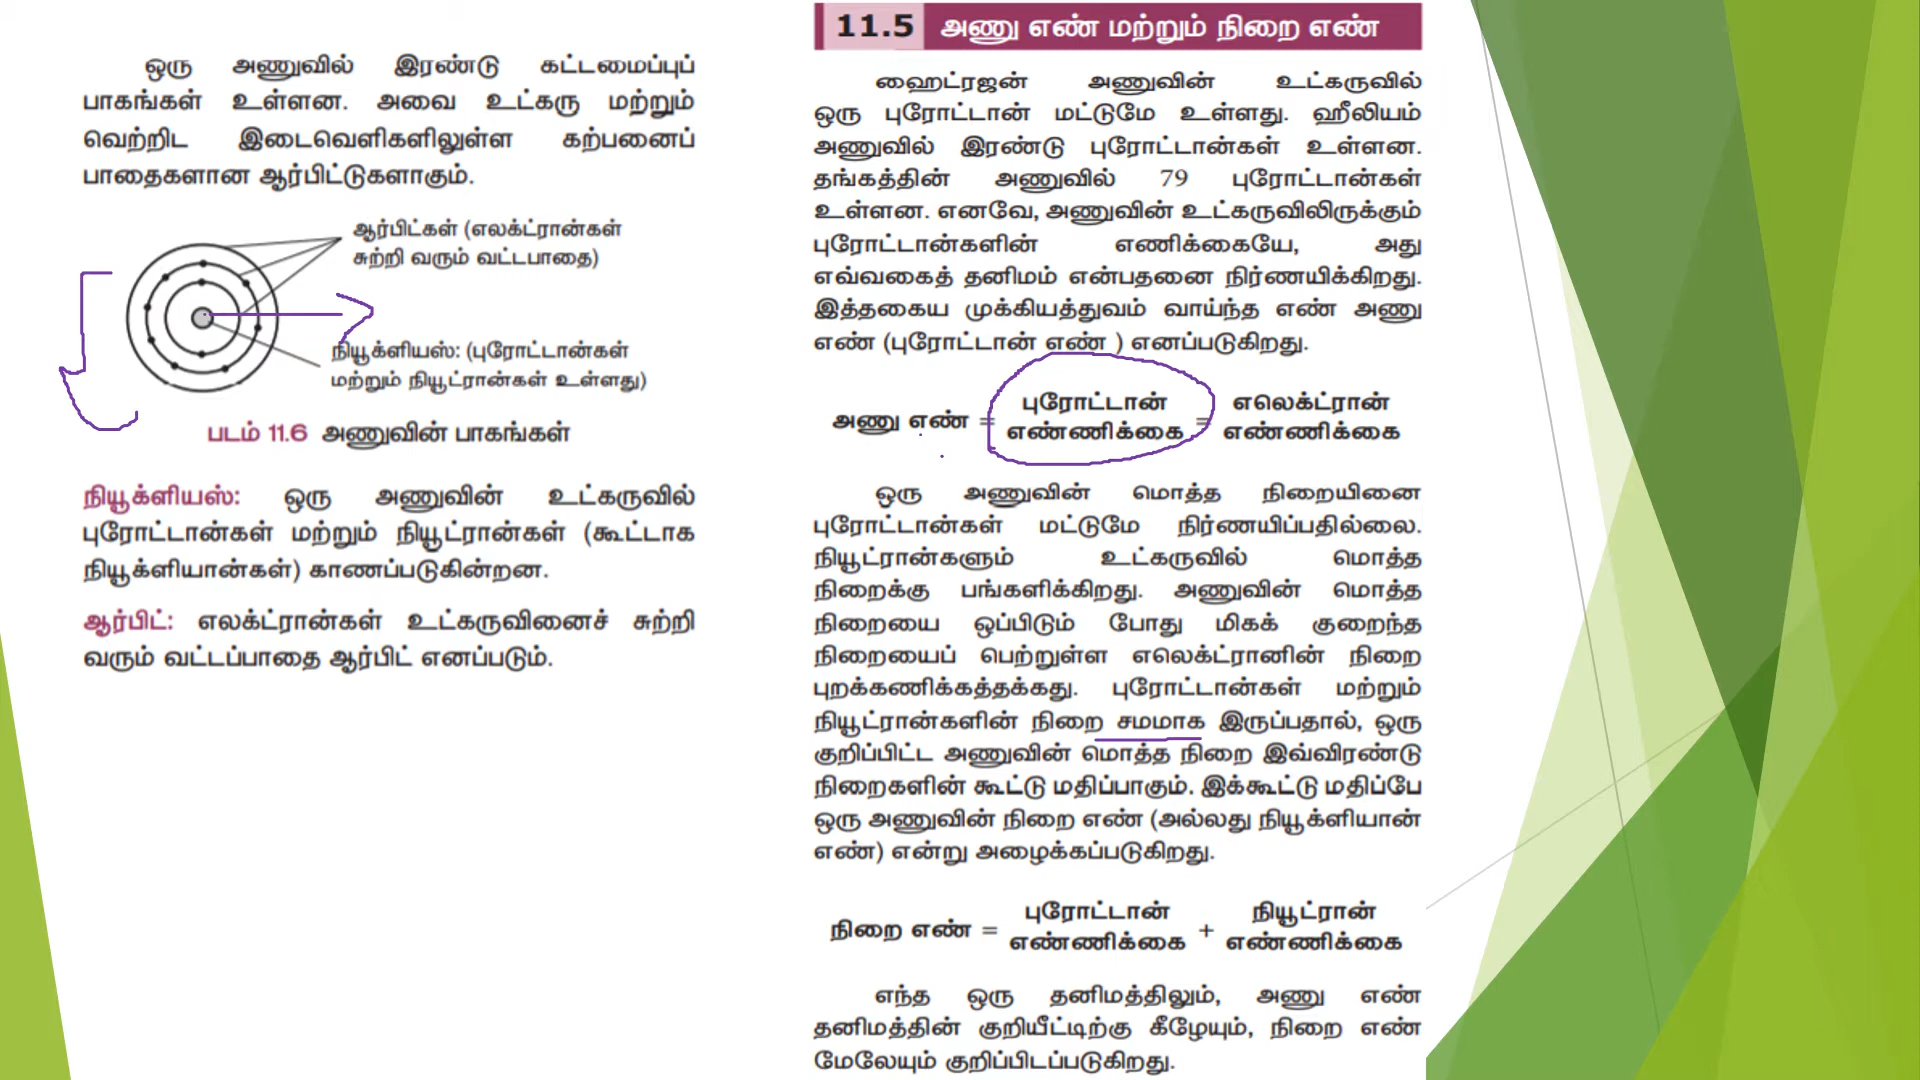 ஒரு அணுவில் இரண்டு கட்டமைப்புப்
பாகங்கள் உள்ளன. அவை உட்கரு மற்றும்
வெற்றிட இடைவெளிகளிலுள்ள கற்பனைப்
பாதைகளான ஆர்பிட்டுகளாகும்.
ஆர்பிட்கள் (எலக்ட்ரான்கள்
சுற்றி வரும் வட்டபாதை)
நியூக்ளியஸ்: (புரோட்டான்கள்
மற்றும் நியூட்ரான்கள் உள்ளது)
படம் 11.6 அணுவின் பாகங்கள்
நியூக்ளியஸ்: ஒரு அணுவின் உட்கருவில்
புரோட்டான்கள் மற்றும் நியூட்ரான்கள் (கூட்டாக
நியூக்ளியான்கள்) காணப்படுகின்றன.
ஆர்பிட்: எலக்ட்ரான்கள் உட்கருவினைச் சுற்றி
வரும் வட்டப்பாதை ஆர்பிட் எனப்படும்.
11.5 அணு எண் மற்றும் நிறை எண்
ஹைட்ரஜன் அணுவின் உட்கருவில்
ஒரு புரோட்டான் மட்டுமே உள்ளது. ஹீலியம்
அணுவில் இரண்டு புரோட்டான்கள் உள்ளன.
தங்கத்தின் அணுவில் 79 புரோட்டான்கள்
உள்ளன. எனவே, அணுவின் உட்கருவிலிருக்கும்
புரோட்டான்களின் எணிக்கையே, அது
எவ்வகைத் தனிமம் என்பதனை நிர்ணயிக்கிறது.
இத்தகைய முக்கியத்துவம் வாய்ந்த எண் அணு
எண் (புரோட்டான் எண் ) எனப்படுகிறது.
அணு எண் = புரோட்டான் எண்ணிக்கை = எலெக்ட்ரான் எண்ணிக்கை
ஒரு அணுவின் மொத்த நிறையினை
புரோட்டான்கள் மட்டுமே நிர்ணயிப்பதில்லை.
நியூட்ரான்களும் உட்கருவில் மொத்த
நிறைக்கு பங்களிக்கிறது. அணுவின் மொத்த
நிறையை ஒப்பிடும் போது மிகக் குறைந்த
நிறையைப் பெற்றுள்ள எலெக்ட்ரானின் நிறை
புறக்கணிக்கத்தக்கது. புரோட்டான்கள் மற்றும்
நியூட்ரான்களின் நிறை சமமாக இருப்பதால், ஒரு
குறிப்பிட்ட அணுவின் மொத்த நிறை இவ்விரண்டு
நிறைகளின் கூட்டு மதிப்பாகும். இக்கூட்டு மதிப்பே
ஒரு அணுவின் நிறை எண் (அல்லது நியூக்ளியான்
எண்) என்று அழைக்கப்படுகிறது.
நிறை எண் = புரோட்டான் எண்ணிக்கை + நியூட்ரான் எண்ணிக்கை
எந்த ஒரு தனிமத்திலும், அணு எண்
தனிமத்தின் குறியீட்டிற்கு கீழேயும், நிறை எண்
மேலேயும் குறிப்பிடப்படுகிறது.